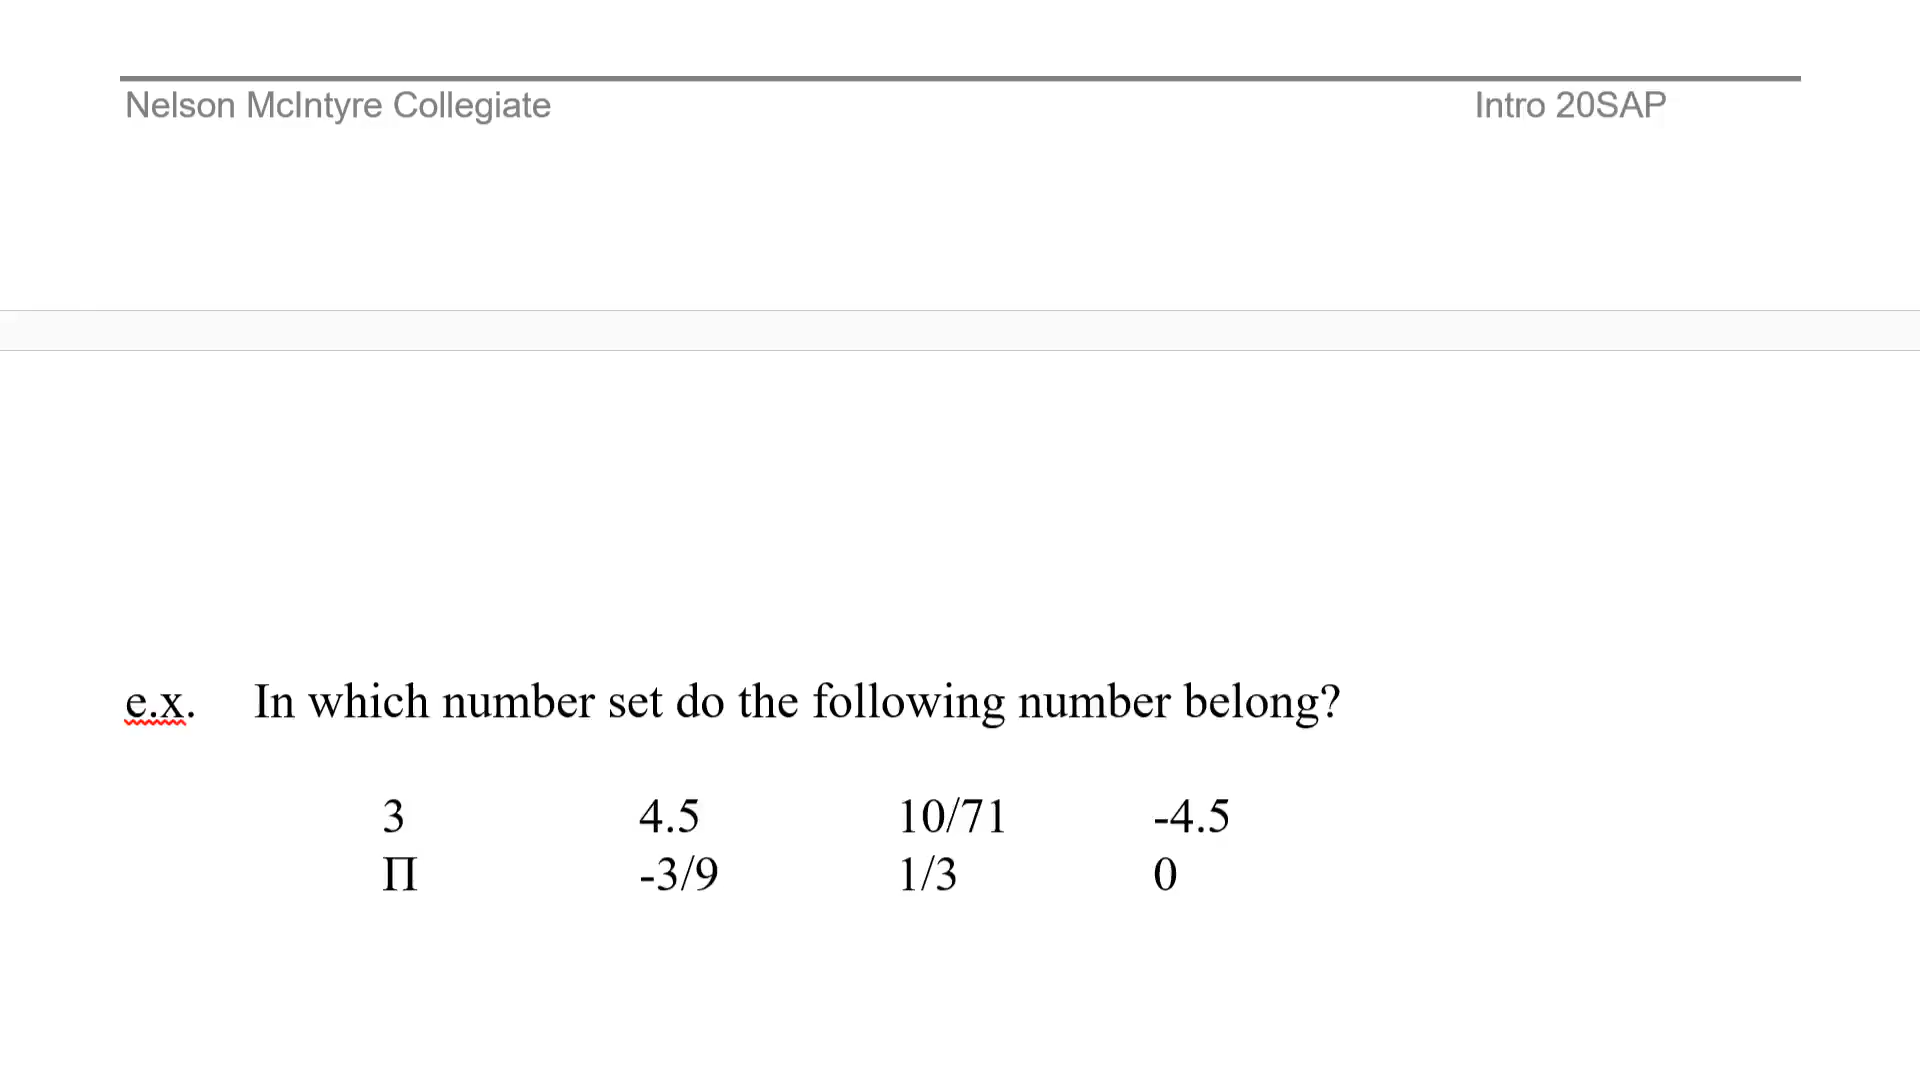 Nelson McIntyre Collegiate Intro 20SAP
e.x. In which number set do the following number belong?
3 4.5 10/71 -4.5
Π -3/9 1/3 0